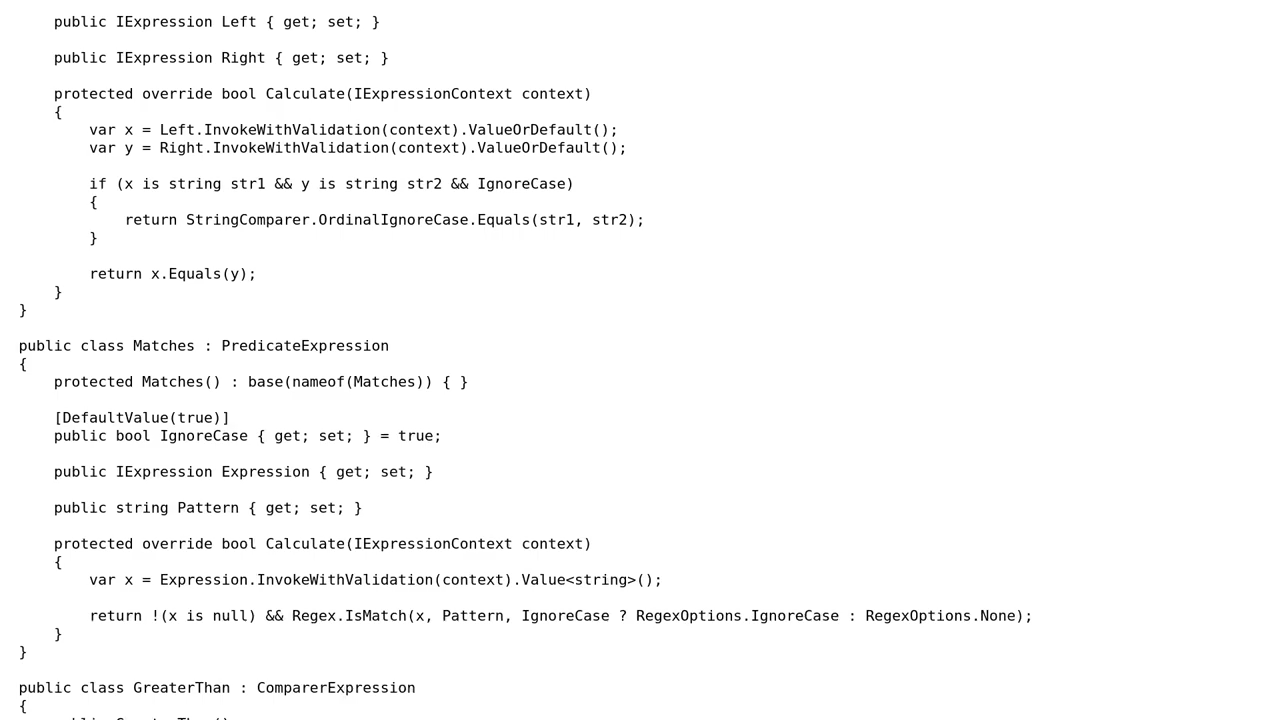 public IExpression Left { get; set; }
public IExpression Right { get; set; }
protected override bool Calculate(IExpressionContext context)
{
var x = Left.InvokeWithValidation(context).ValueOrDefault();
var y = Right.InvokeWithValidation(context).ValueOrDefault();
if (x is string str1 && y is string str2 && IgnoreCase)
{
return StringComparer.OrdinalIgnoreCase.Equals(str1, str2);
}
return x.Equals(y);
}
}
public class Matches : PredicateExpression
{
protected Matches() : base(nameof(Matches)) { }
[DefaultValue(true)]
public bool IgnoreCase { get; set; } = true;
public IExpression Expression { get; set; }
public string Pattern { get; set; }
protected override bool Calculate(IExpressionContext context)
{
var x = Expression.InvokeWithValidation(context).Value<string>();
return !(x is null) && Regex.IsMatch(x, Pattern, IgnoreCase ? RegexOptions.IgnoreCase : RegexOptions.None);
}
}
public class GreaterThan : ComparerExpression
{